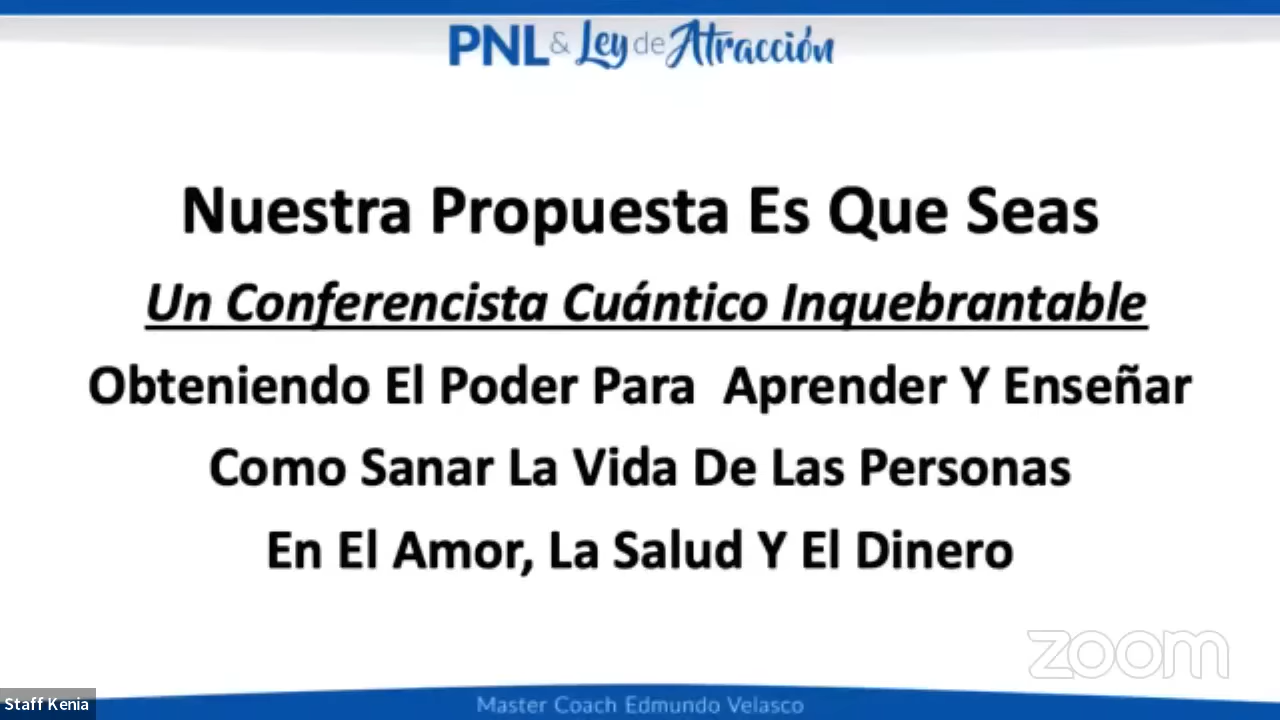 PNL & Ley de Atracción
Nuestra Propuesta Es Que Seas
Un Conferencista Cuántico Inquebrantable
Obteniendo El Poder Para Aprender Y Enseñar
Como Sanar La Vida De Las Personas
En El Amor, La Salud Y El Dinero
zoom
Staff Kenia
Master Coach Edmundo Velasco